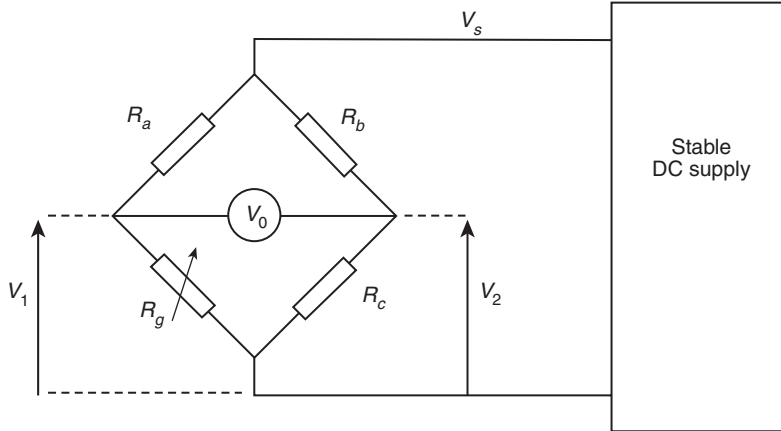 V_s
R_a
R_b
Stable
DC supply
V_0
V_1
R_g
R_c
V_2